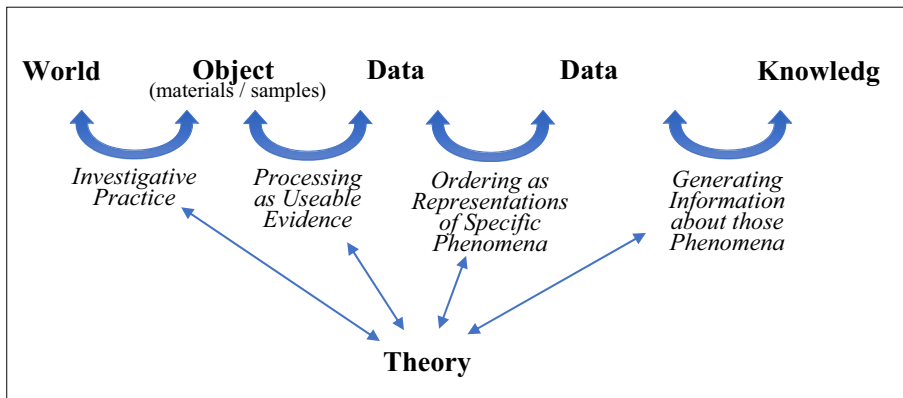 World Object Data Data Knowledg
(materials / samples)
Investigative
Practice
Processing
as Useable
Evidence
Ordering as
Representations
of Specific
Phenomena
Generating
Information
about those
Phenomena
Theory